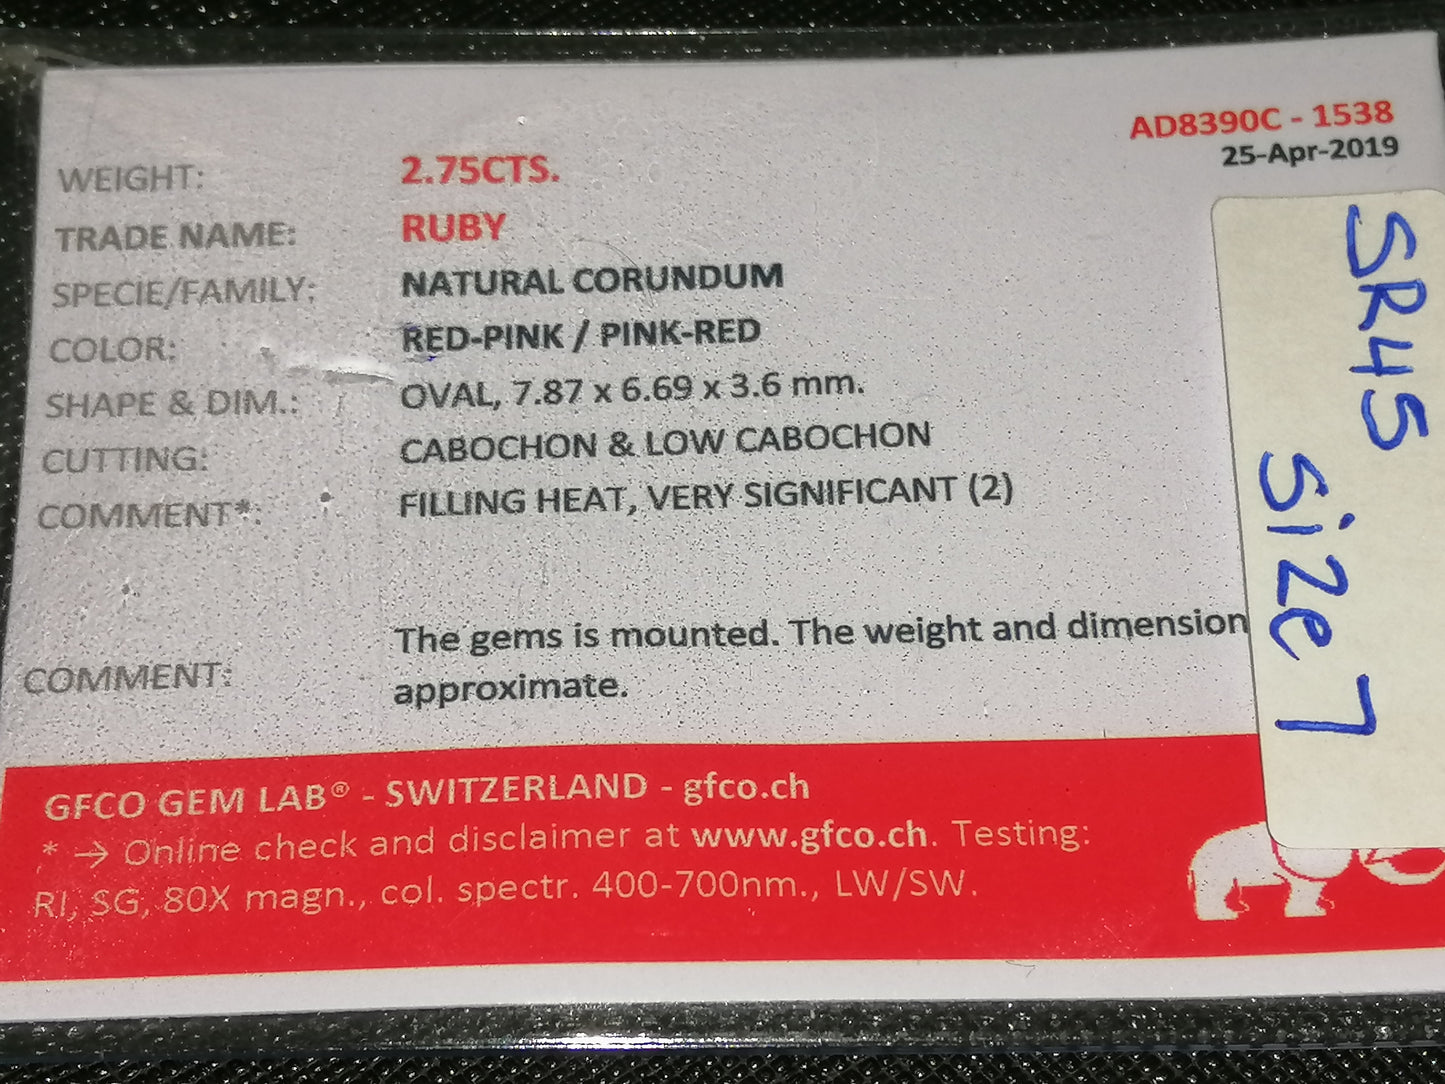 AD8390C - 1538
25-Apr-2019
WEIGHT: 2.75CTS.
TRADE NAME: RUBY
SPECIE/FAMILY: NATURAL CORUNDUM
COLOR: RED-PINK / PINK-RED
SHAPE & DIM.: OVAL, 7.87 x 6.69 x 3.6 mm.
CUTTING: CABOCHON & LOW CABOCHON
COMMENT*: FILLING HEAT, VERY SIGNIFICANT (2)
The gems is mounted. The weight and dimension
COMMENT: approximate.
GFCO GEM LAB® - SWITZERLAND - gfco.ch
* → Online check and disclaimer at www.gfco.ch. Testing:
RI, SG, 80X magn., col. spectr. 400-700nm., LW/SW.
SR45
Size 7